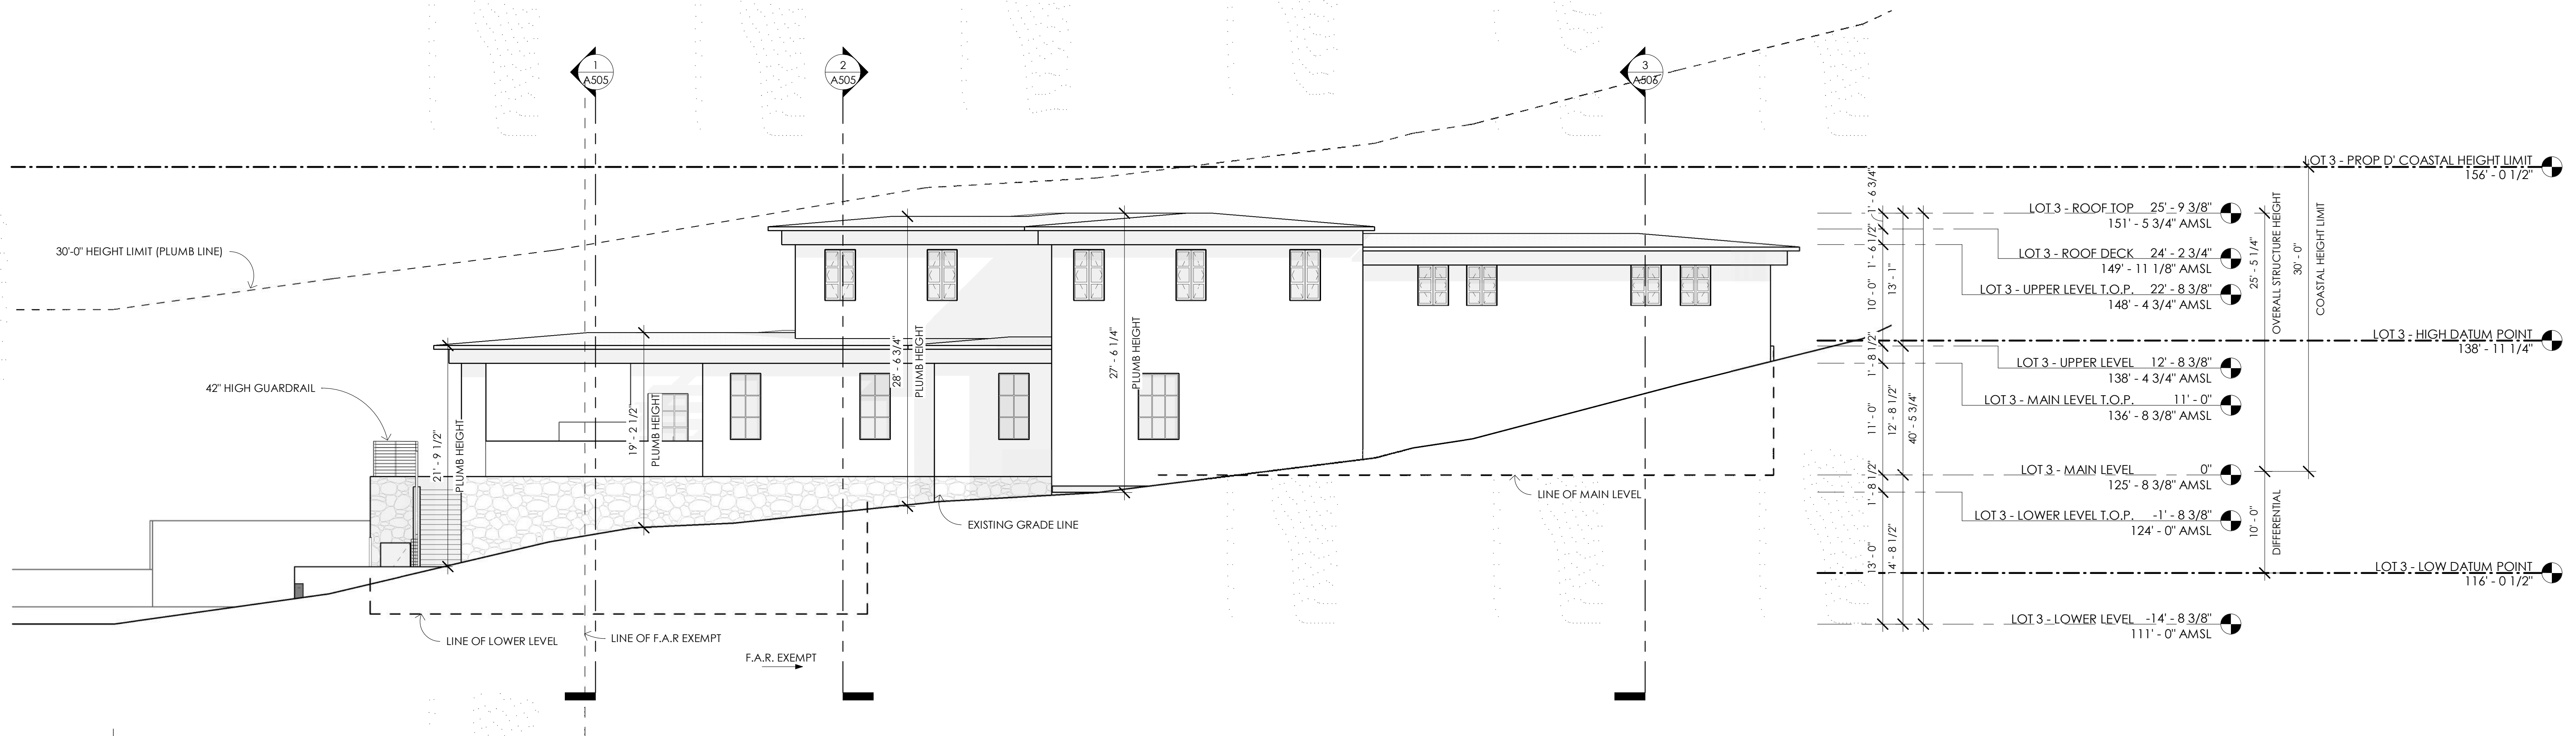 1
A505
2
A505
3
A506
LOT 3 - PROP D' COASTAL HEIGHT LIMIT
156' - 0 1/2"
LOT 3 - ROOF TOP 25' - 9 3/8"
151' - 5 3/4" AMSL
LOT 3 - ROOF DECK 24' - 2 3/4"
149' - 11 1/8" AMSL
LOT 3 - UPPER LEVEL T.O.P. 22' - 8 3/8"
148' - 4 3/4" AMSL
LOT 3 - HIGH DATUM POINT
138' - 11 1/4"
LOT 3 - UPPER LEVEL 12' - 8 3/8"
138' - 4 3/4" AMSL
LOT 3 - MAIN LEVEL T.O.P. 11' - 0"
136' - 8 3/8" AMSL
LOT 3 - MAIN LEVEL 0"
125' - 8 3/8" AMSL
LOT 3 - LOWER LEVEL T.O.P. -1' - 8 3/8"
124' - 0" AMSL
LOT 3 - LOW DATUM POINT
116' - 0 1/2"
LOT 3 - LOWER LEVEL -14' - 8 3/8"
111' - 0" AMSL
1' - 6 3/4"
1' - 6 1/2"
10' - 0"
13' - 1"
1' - 8 1/2"
11' - 0"
12' - 8 1/2"
40' - 5 3/4"
1' - 8 1/2"
13' - 0"
14' - 8 1/2"
25' - 5 1/4"
OVERALL STRUCTURE HEIGHT
30' - 0"
COASTAL HEIGHT LIMIT
10' - 0"
DIFFERENTIAL
30'-0" HEIGHT LIMIT (PLUMB LINE)
42" HIGH GUARDRAIL
21' - 9 1/2"
PLUMB HEIGHT
19' - 2 1/2"
PLUMB HEIGHT
28' - 6 3/4"
PLUMB HEIGHT
27' - 6 1/4"
PLUMB HEIGHT
LINE OF MAIN LEVEL
EXISTING GRADE LINE
LINE OF LOWER LEVEL
LINE OF F.A.R EXEMPT
F.A.R. EXEMPT